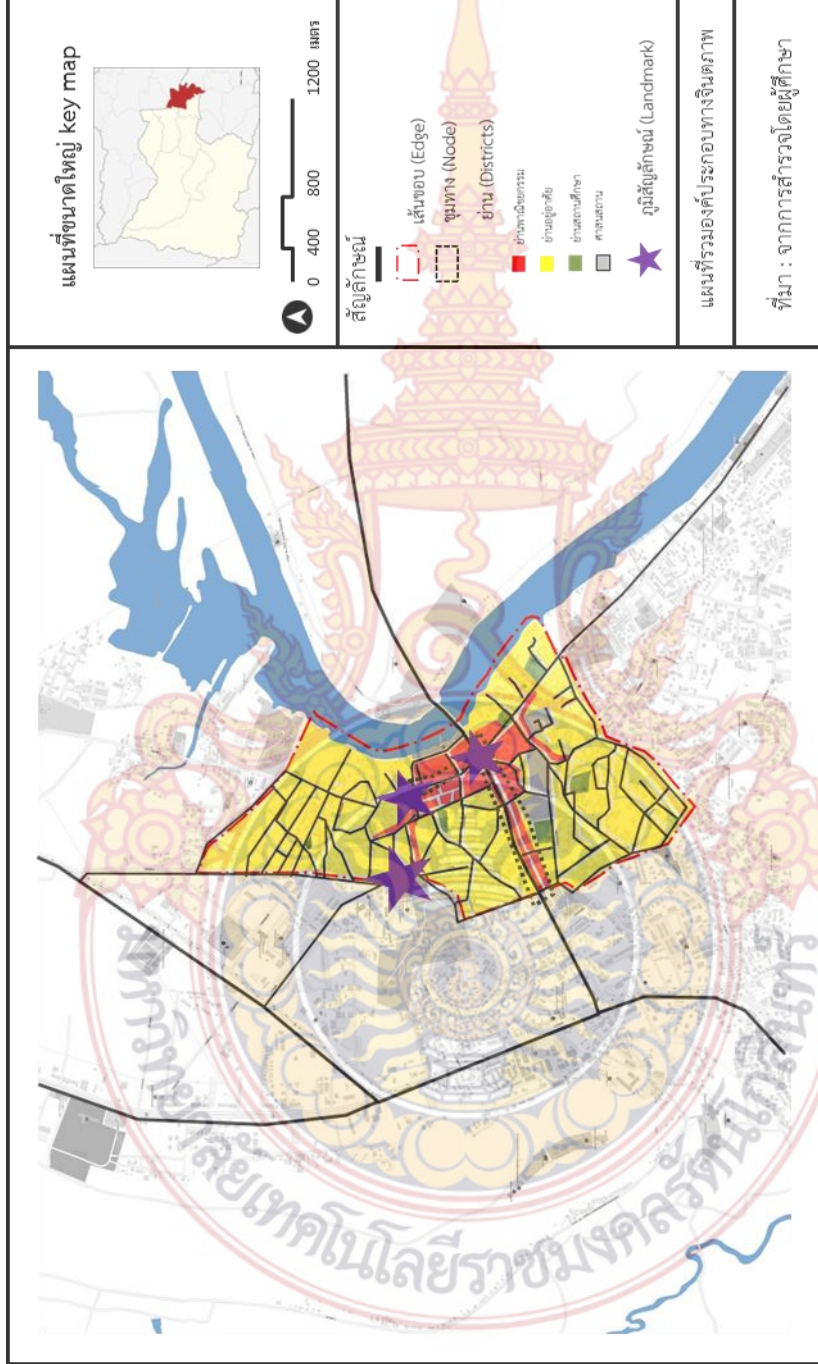 แผนที่ขนาดใหญ่ key map
0 400 800 1200 เมตร
สัญลักษณ์
เส้นขอบ (Edge)
ชุมทาง (Node)
ย่าน (Districts)
ย่านพาณิชยกรรม
ย่านอยู่อาศัย
ย่านสถานศึกษา
ศาสนสถาน
ภูมิสัญลักษณ์ (Landmark)
แผนที่รวมองค์ประกอบทางจินตภาพ
ที่มา : จากการสำรวจโดยผู้ศึกษา
มหาวิทยาลัยเทคโนโลยีราชมงคลรัตนโกสินทร์